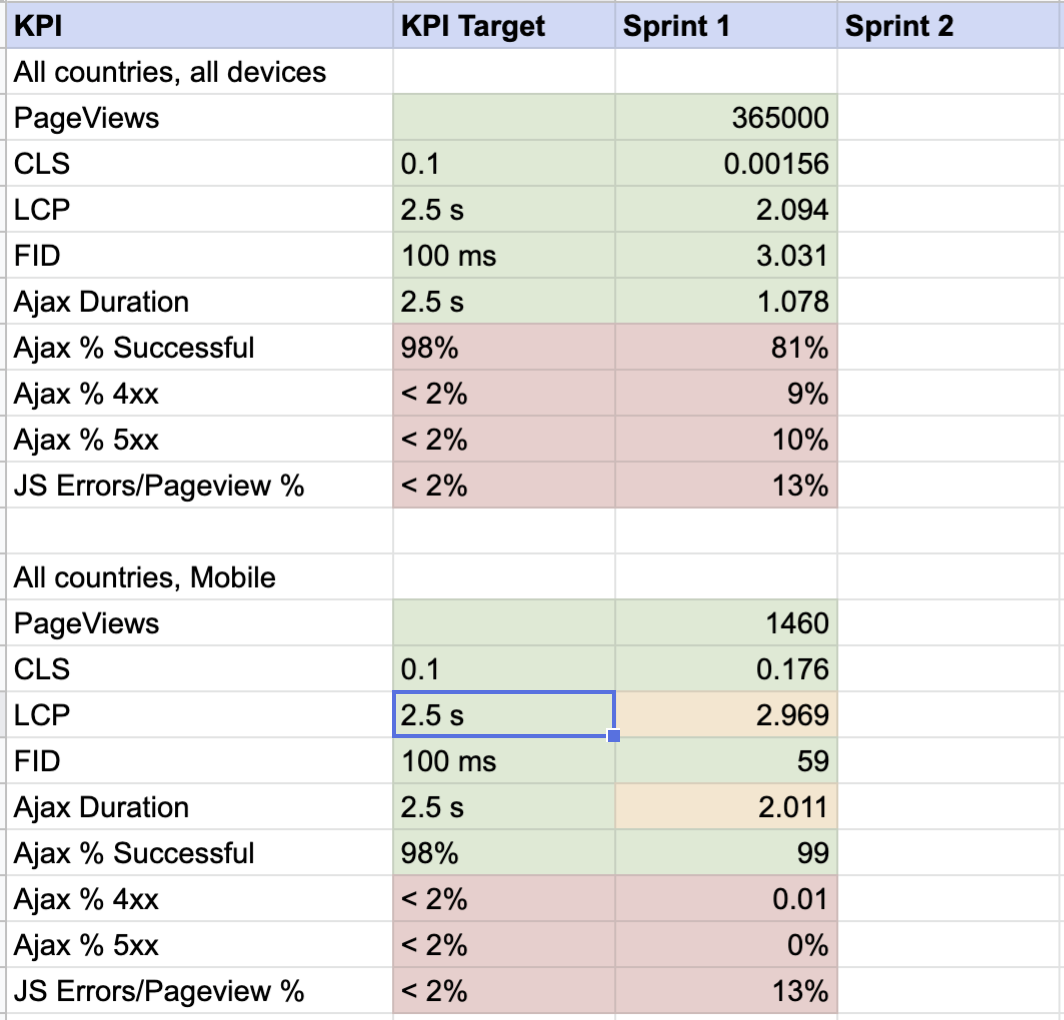 KPI KPI Target Sprint 1 Sprint 2
All countries, all devices
PageViews 365000
CLS 0.1 0.00156
LCP 2.5 s 2.094
FID 100 ms 3.031
Ajax Duration 2.5 s 1.078
Ajax % Successful 98% 81%
Ajax % 4xx < 2% 9%
Ajax % 5xx < 2% 10%
JS Errors/Pageview % < 2% 13%
All countries, Mobile
PageViews 1460
CLS 0.1 0.176
LCP 2.5 s 2.969
FID 100 ms 59
Ajax Duration 2.5 s 2.011
Ajax % Successful 98% 99
Ajax % 4xx < 2% 0.01
Ajax % 5xx < 2% 0%
JS Errors/Pageview % < 2% 13%